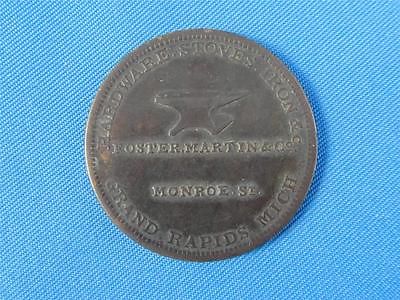 HARDWARE. STOVES IRON &C
FOSTER. MARTIN & CO.
MONROE. ST.
GRAND RAPIDS MICH